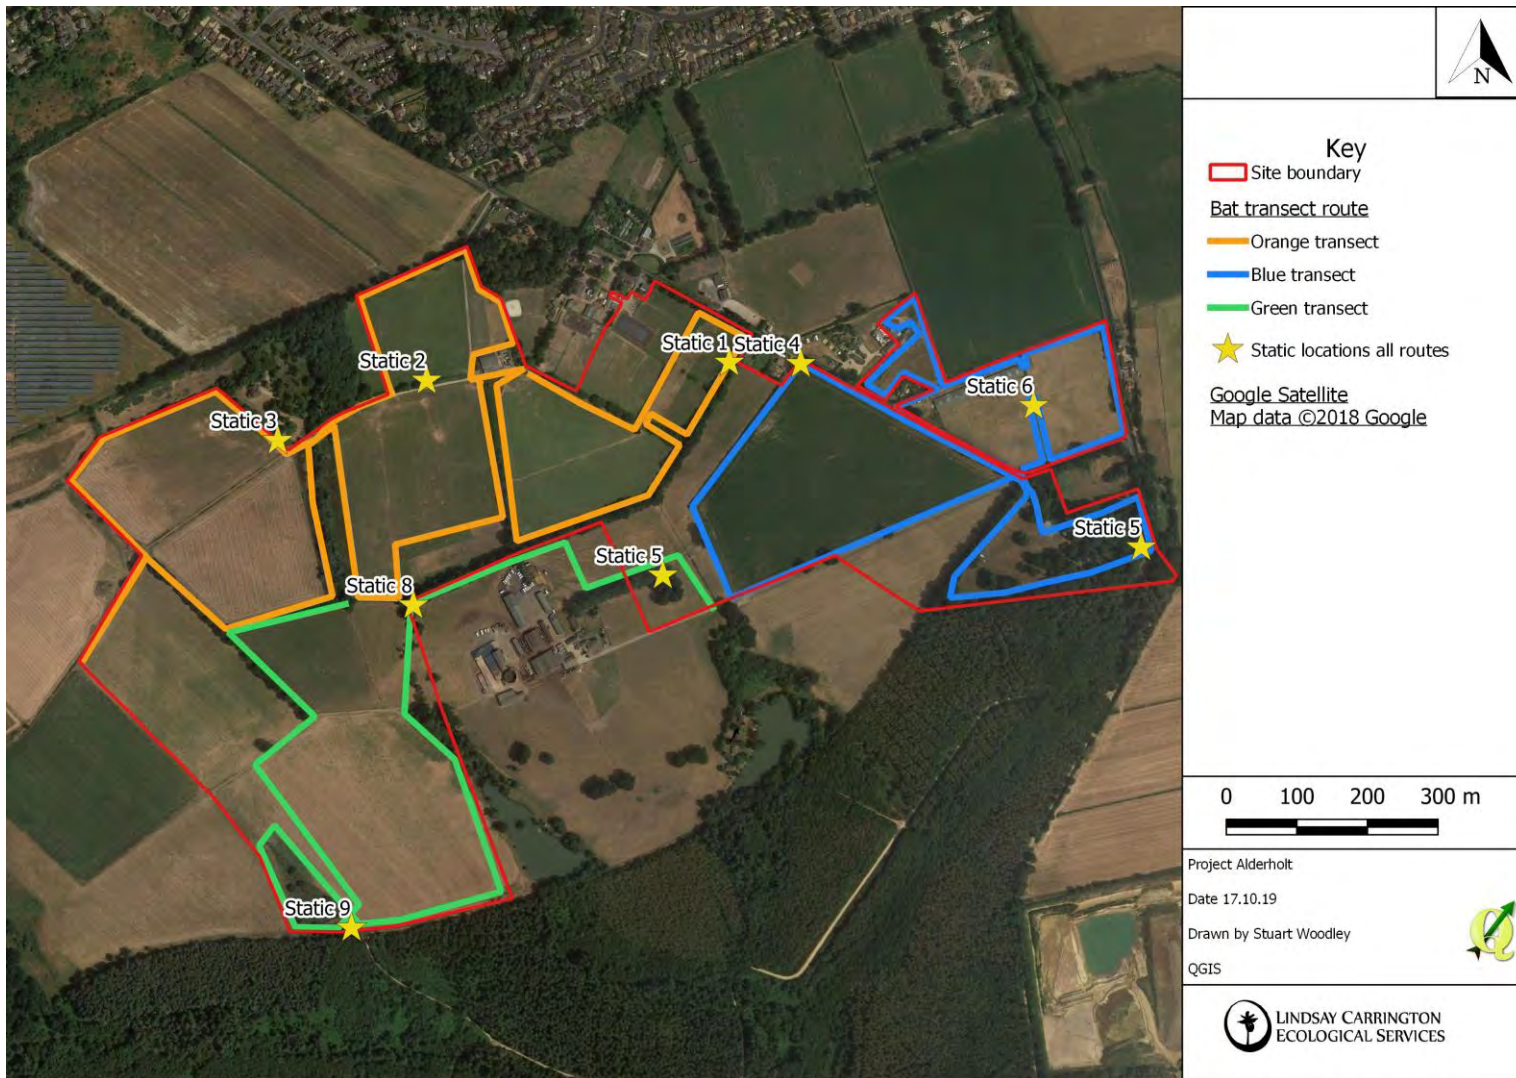 N
Key
Site boundary
Bat transect route
Orange transect
Blue transect
Green transect
Static locations all routes
Google Satellite
Map data ©2018 Google
Static 1
Static 4
Static 2
Static 6
Static 3
Static 5
Static 5
Static 8
Static 9
0 100 200 300 m
Project Alderholt
Date 17.10.19
Drawn by Stuart Woodley
QGIS
LINDSAY CARRINGTON
ECOLOGICAL SERVICES